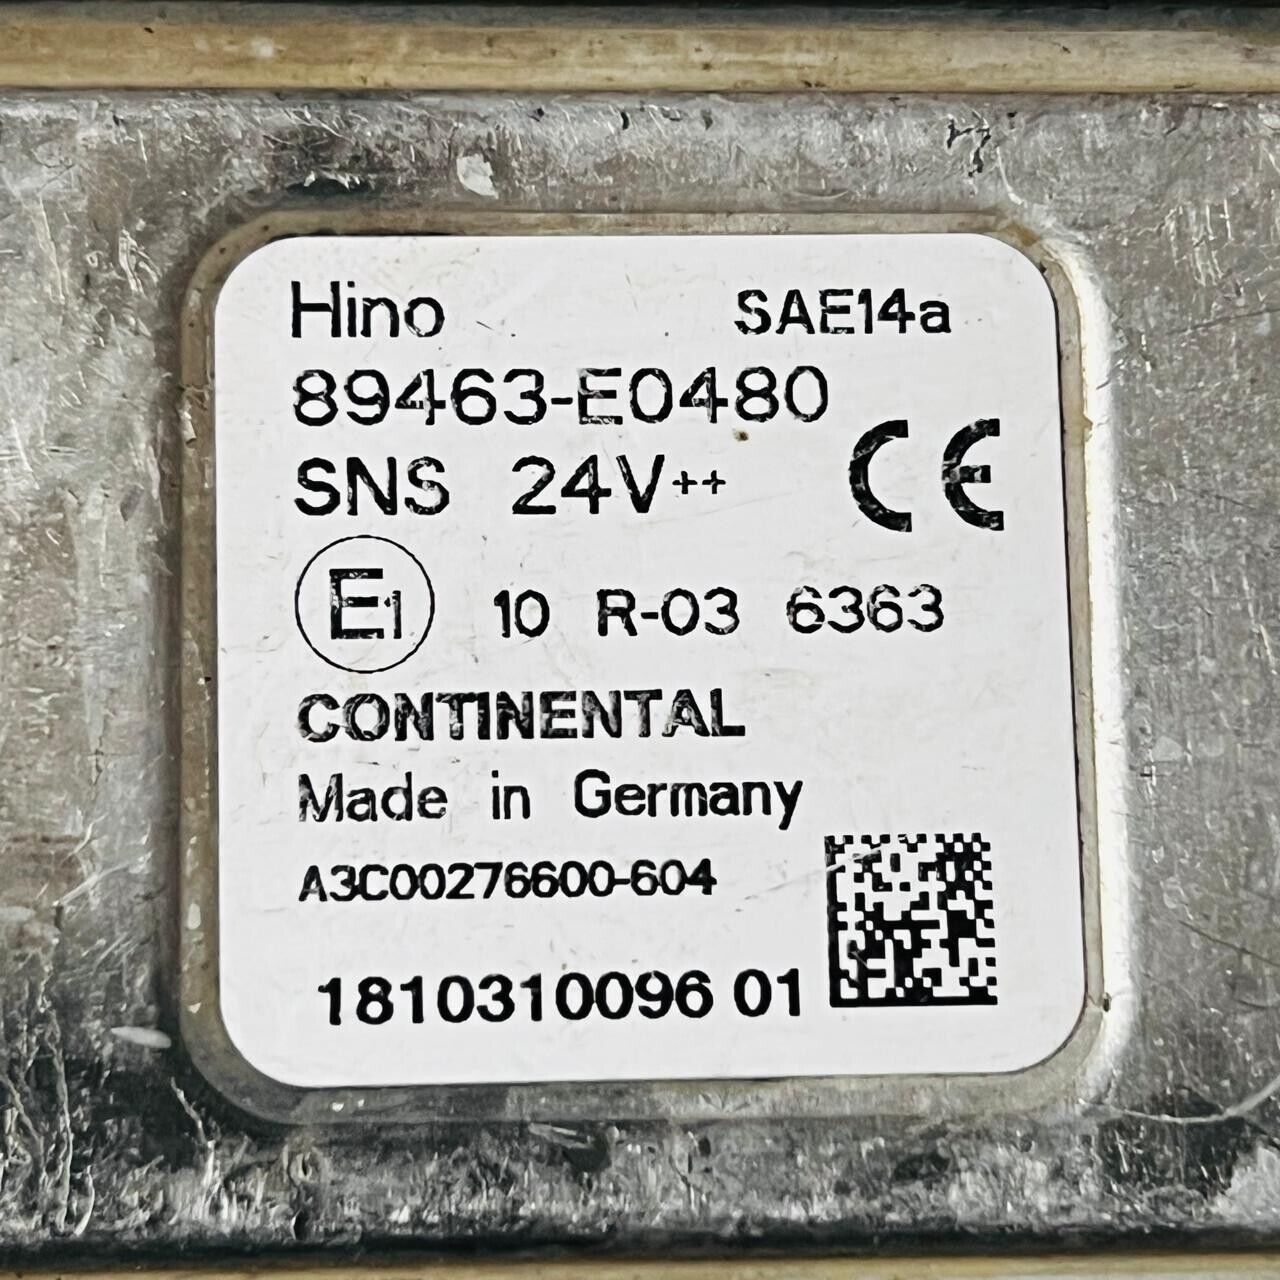 Hino SAE14a
89463-E0480
SNS 24V++
CE
E1 10 R-03 6363
CONTINENTAL
Made in Germany
A3C00276600-604
1810310096 01